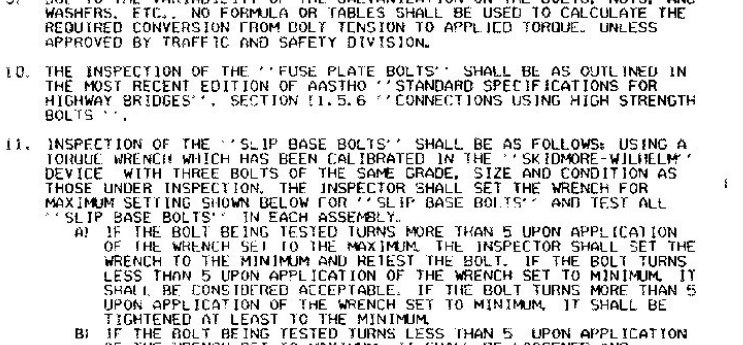 WASHERS, ETC., NO FORMULA OR TABLES SHALL BE USED TO CALCULATE THE
REQUIRED CONVERSION FROM BOLT TENSION TO APPLIED TORQUE. UNLESS
APPROVED BY TRAFFIC AND SAFETY DIVISION.
10. THE INSPECTION OF THE ''FUSE PLATE BOLTS'' SHALL BE AS OUTLINED IN
THE MOST RECENT EDITION OF AASTHO ''STANDARD SPECIFICATIONS FOR
HIGHWAY BRIDGES'', SECTION 11.5.6 ''CONNECTIONS USING HIGH STRENGTH
BOLTS ''.
11. INSPECTION OF THE ''SLIP BASE BOLTS'' SHALL BE AS FOLLOWS: USING A
TORQUE WRENCH WHICH HAS BEEN CALIBRATED IN THE ''SKIDMORE-WILHELM''
DEVICE WITH THREE BOLTS OF THE SAME GRADE, SIZE AND CONDITION AS
THOSE UNDER INSPECTION, THE INSPECTOR SHALL SET THE WRENCH FOR
MAXIMUM SETTING SHOWN BELOW FOR ''SLIP BASE BOLTS'' AND TEST ALL
''SLIP BASE BOLTS'' IN EACH ASSEMBLY.
A) IF THE BOLT BEING TESTED TURNS MORE THAN 5 UPON APPLICATION
OF THE WRENCH SET TO THE MAXIMUM, THE INSPECTOR SHALL SET THE
WRENCH TO THE MINIMUM AND RETEST THE BOLT. IF THE BOLT TURNS
LESS THAN 5 UPON APPLICATION OF THE WRENCH SET TO MINIMUM, IT
SHALL BE CONSIDERED ACCEPTABLE. IF THE BOLT TURNS MORE THAN 5
UPON APPLICATION OF THE WRENCH SET TO MINIMUM, IT SHALL BE
TIGHTENED AT LEAST TO THE MINIMUM.
B) IF THE BOLT BEING TESTED TURNS LESS THAN 5 UPON APPLICATION